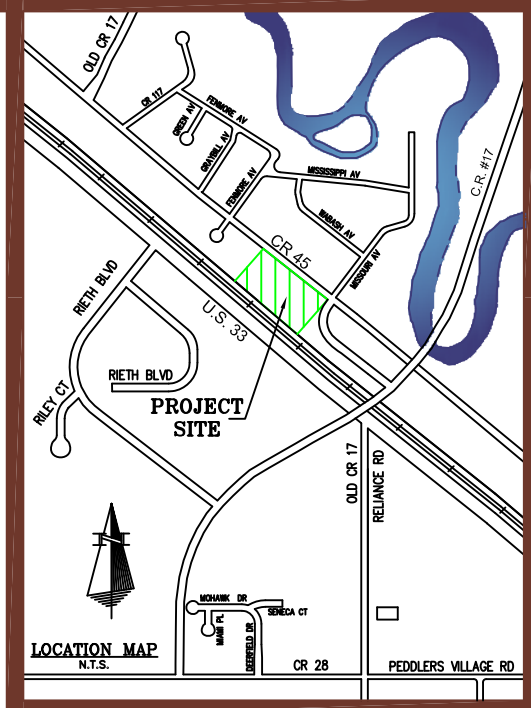 OLD CR 17
CR 117
FENMORE AV
GREEN AV
GRAYBILL AV
FENMORE AV
MISSISSIPPI AV
WABASH AV
MISSOURI AV
C.R. #17
CR 45
RIETH BLVD
U.S. 33
RIETH BLVD
PROJECT
SITE
RILEY CT
OLD CR 17
RELIANCE RD
N
MOHAWK DR
SENECA CT
MIAMI PL
DEERFIELD DR
LOCATION MAP
N.T.S.
CR 28
PEDDLERS VILLAGE RD